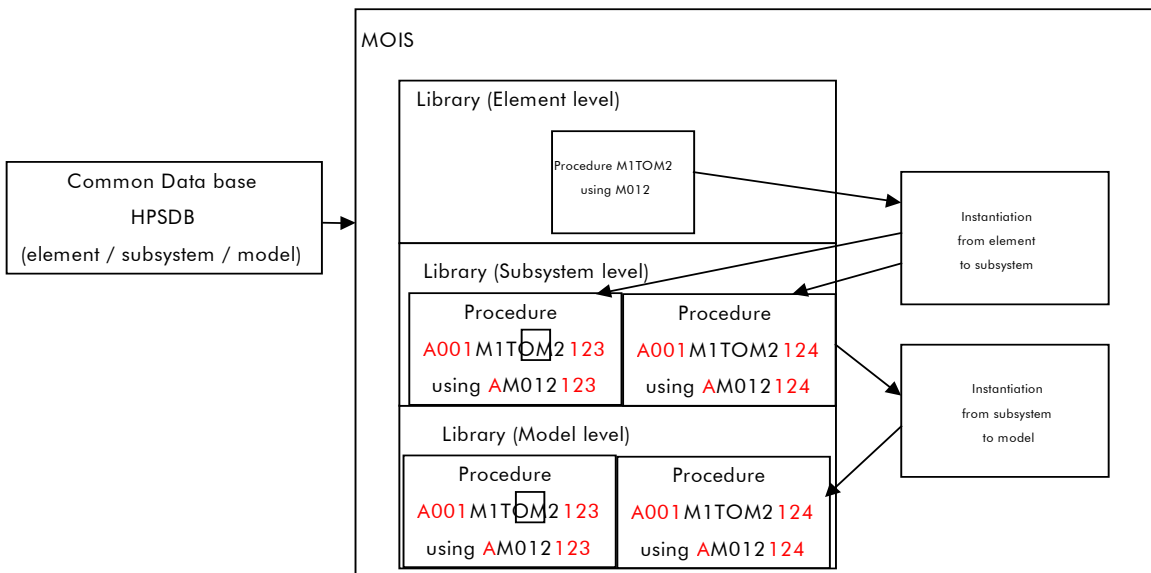 MOIS
Library (Element level)
Procedure M1TOM2
using M012
Common Data base
HPSDB
(element / subsystem / model)
Instantiation
from element
to subsystem
Library (Subsystem level)
Procedure
A001M1TOM2123
using AM012123
Procedure
A001M1TOM2124
using AM012124
Instantiation
from subsystem
to model
Library (Model level)
Procedure
A001M1TOM2123
using AM012123
Procedure
A001M1TOM2124
using AM012124